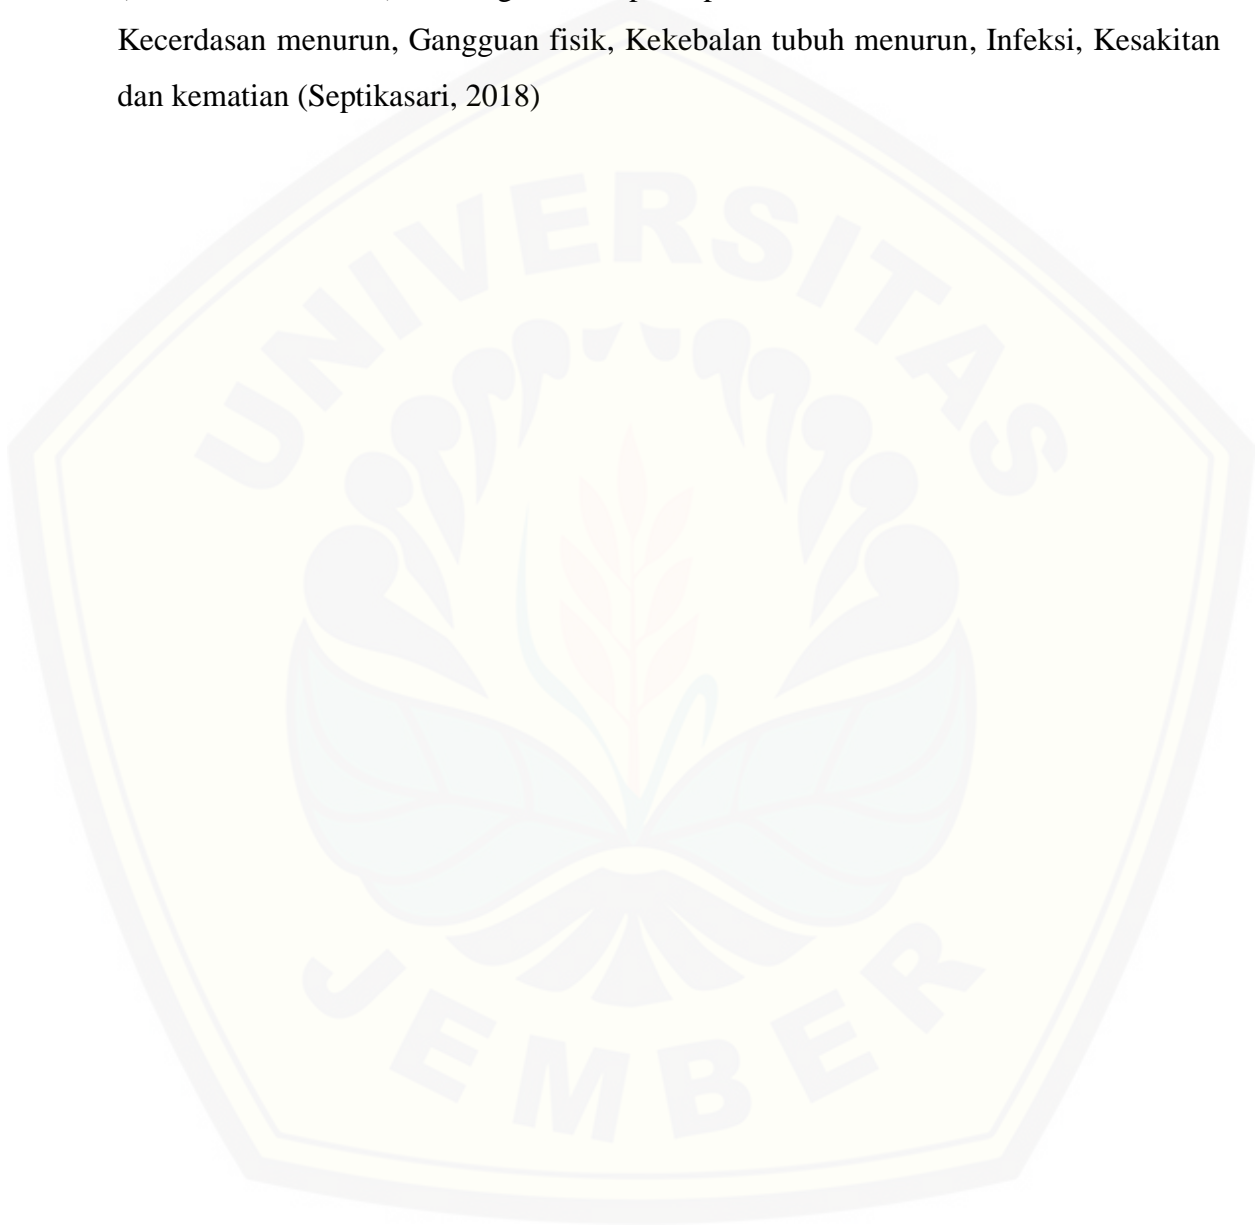 Kecerdasan menurun, Gangguan fisik, Kekebalan tubuh menurun, Infeksi, Kesakitan
dan kematian (Septikasari, 2018)
UNIVERSITAS
JEMBER